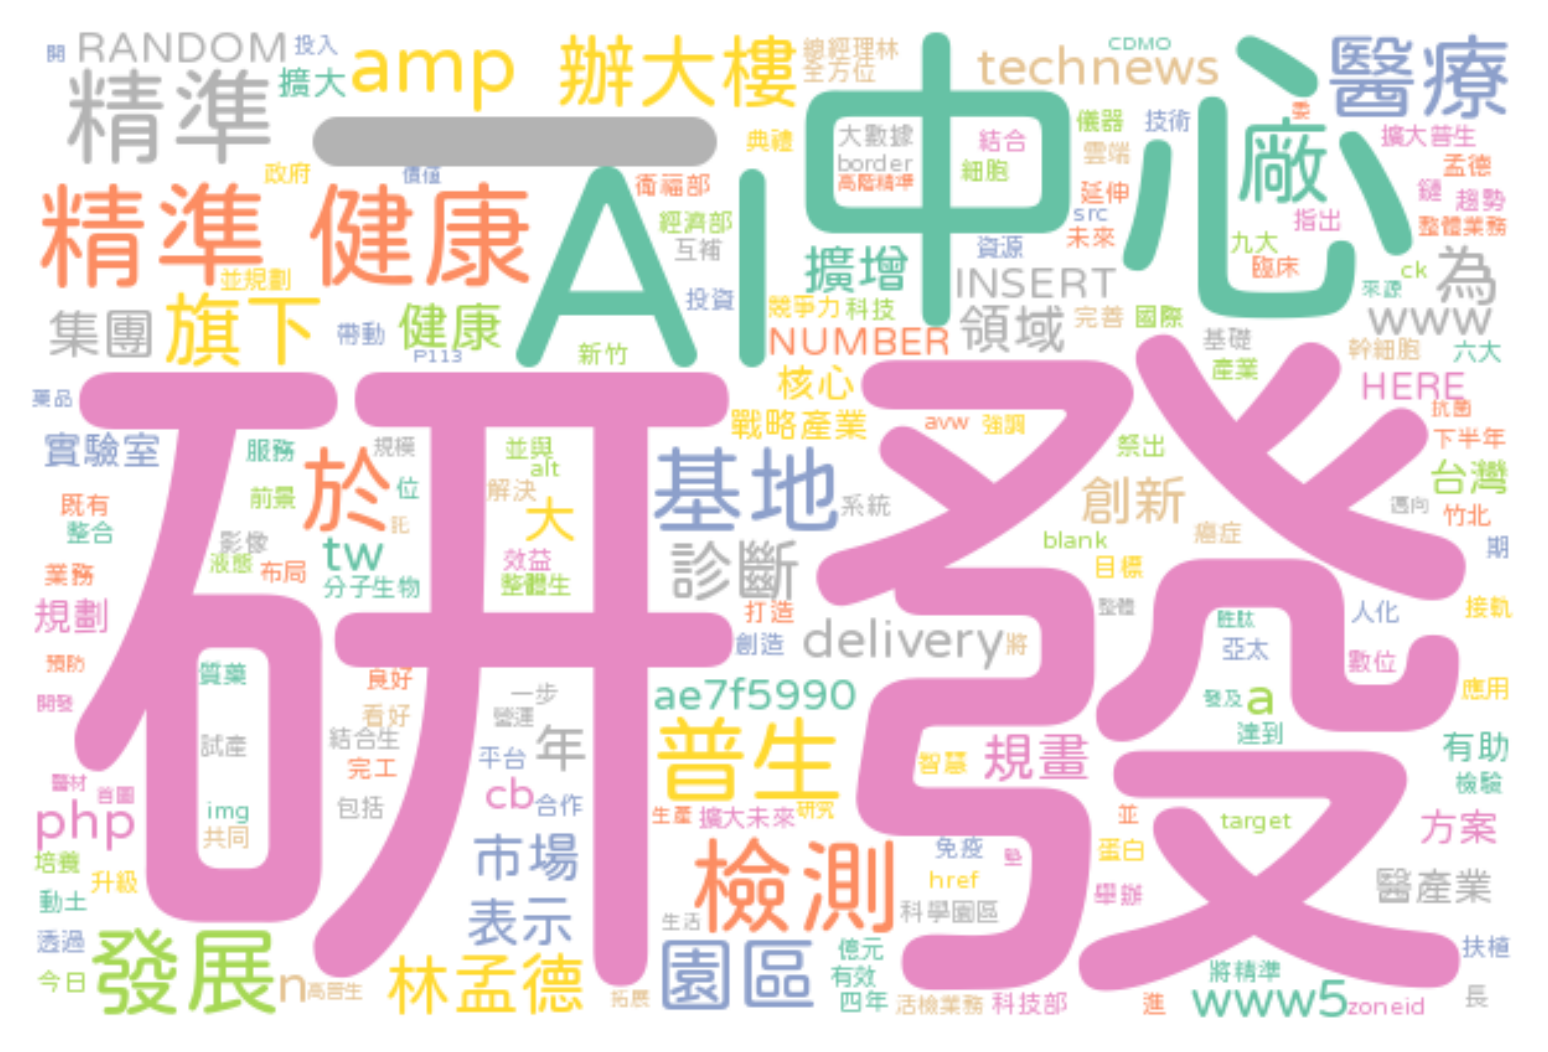 開 RANDOM 投入 amp 辦大樓 總經理林 technews CDMO 醫療
精準 擴大 全方位
一 典禮 中心 大數據 結合 儀器 技術 廠 擴大普生
border 細胞 雲端 孟德
政府 價值 衛福部 高階精準 延伸 鏈 趨勢
精準 健康 AI 經濟部 src 指出 整體業務
互補 資源 未來 九大
並規劃 擴增 INSERT 臨床 ck 為
集團 旗下 帶動 健康 投資 競爭力 科技 領域 完善 國際 來源 www
P113 新竹 NUMBER 基礎 幹細胞 六大
核心 產業 HERE
藥品 研發 戰略產業 avw 強調 抗菌
實驗室 服務 規模 並與 基地 祭出 下半年
於 alt 台灣
既有 前景 位 解決 大 系統 創新 邁向 竹北
整合 影像 tw blank 癌症 期
業務 液態 布局 分子生物 效益 診斷 目標
整體生
規劃 打造 整體 胜肽 人化 接軌
創造 delivery 將 亞太
預防 質藥 良好 數位
開發 一步 ae7f5990 發及 a 應用
看好 營運 年 普生 達到
試產 結合生 平台 智慧 規畫 有助
醫材 首圖 完工 cb 合作 檢驗
php img 包括 生產 擴大未來 研究 並 target 方案
共同
培養 升級 市場 檢測 免疫 蛋白
動土 href 舉辦 醫產業
表示 生活 科學園區
透過 發展 園區 億元 扶植
今日 n 高普生 林孟德 拓展 有效 將精準
四年 活檢業務 科技部 進 www5 zoneid 長